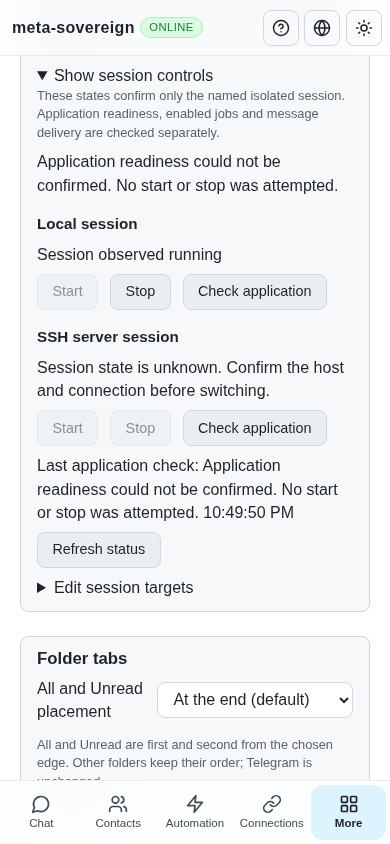 meta-sovereign ONLINE
Show session controls
These states confirm only the named isolated session.
Application readiness, enabled jobs and message
delivery are checked separately.
Application readiness could not be
confirmed. No start or stop was attempted.
Local session
Session observed running
Start Stop Check application
SSH server session
Session state is unknown. Confirm the host
and connection before switching.
Start Stop Check application
Last application check: Application
readiness could not be confirmed. No start
or stop was attempted. 10:49:50 PM
Refresh status
Edit session targets
Folder tabs
All and Unread
placement
At the end (default)
All and Unread are first and second from the chosen
edge. Other folders keep their order; Telegram is
unchanged.
Chat Contacts Automation Connections More